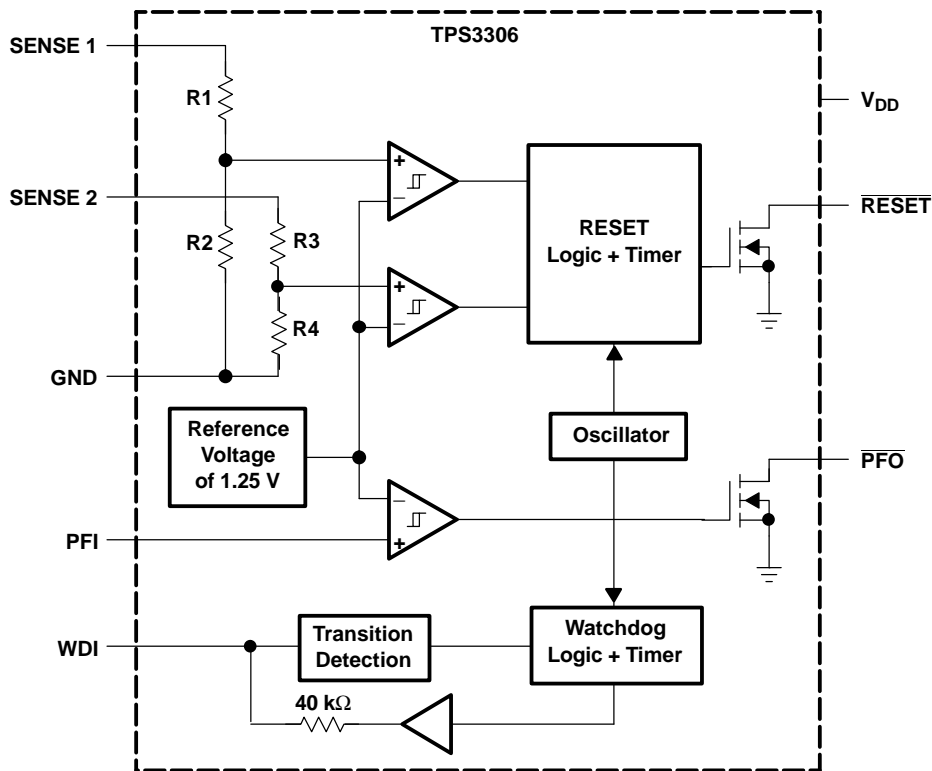 TPS3306
SENSE 1
R1
V_DD
SENSE 2
RESET
R2
R3
RESET
Logic + Timer
R4
GND
Reference
Voltage
of 1.25 V
Oscillator
PFO
PFI
WDI
Transition
Detection
Watchdog
Logic + Timer
40 kΩ
+
−
+
−
−
+